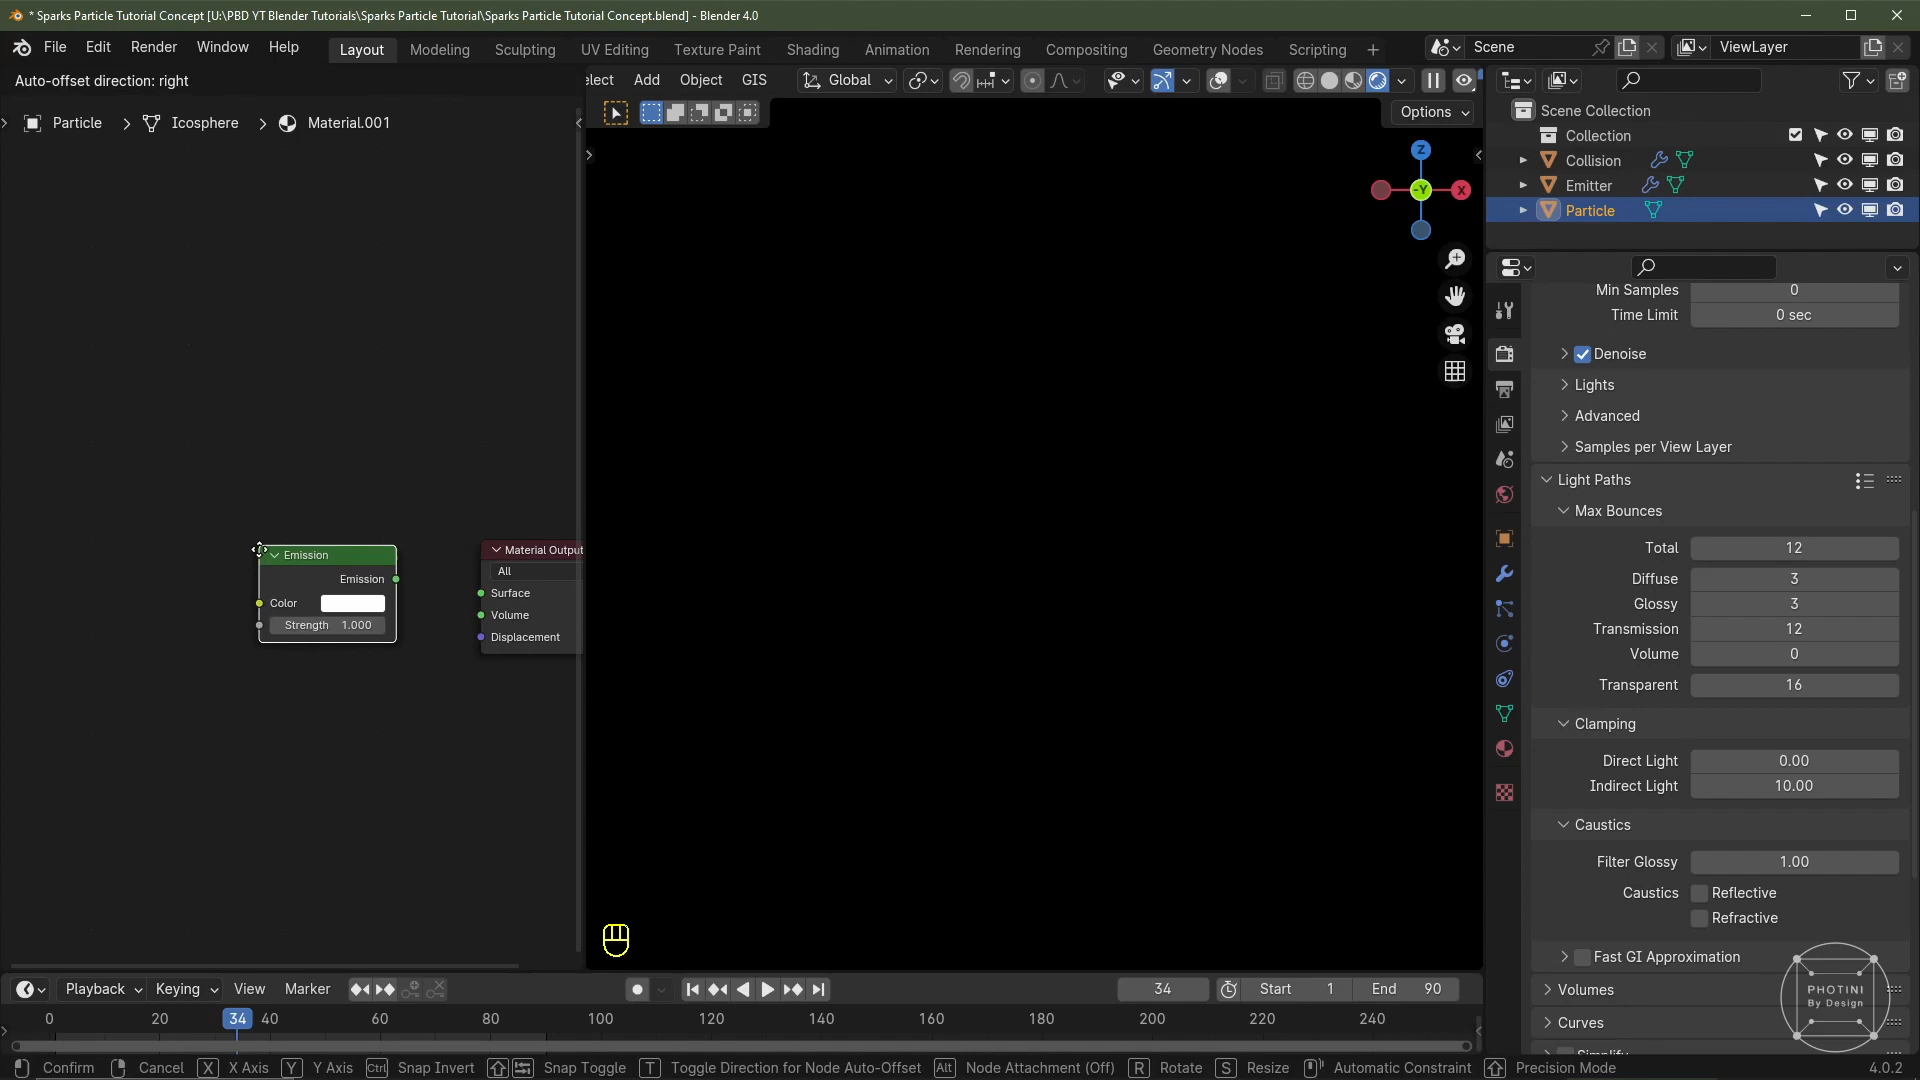 * Sparks Particle Tutorial Concept [U:\PBD YT Blender Tutorials\Sparks Particle Tutorial\Sparks Particle Tutorial Concept.blend] - Blender 4.0
File Edit Render Window Help Layout Modeling Sculpting UV Editing Texture Paint Shading Animation Rendering Compositing Geometry Nodes Scripting + Scene ViewLayer
Auto-offset direction: right
elect Add Object GIS Global
Options
Particle > Icosphere > Material.001
Z
-Y X
Scene Collection
Collection
Collision
Emitter
Particle
Emission
Emission
Color
Strength 1.000
Material Output
All
Surface
Volume
Displacement
Min Samples 0
Time Limit 0 sec
Denoise
Lights
Advanced
Samples per View Layer
Light Paths
Max Bounces
Total 12
Diffuse 3
Glossy 3
Transmission 12
Volume 0
Transparent 16
Clamping
Direct Light 0.00
Indirect Light 10.00
Caustics
Filter Glossy 1.00
Caustics Reflective
Refractive
Fast GI Approximation
Volumes
Curves
Simplify
PHOTINI
By Design
Playback Keying View Marker 34 Start 1 End 90
0 20 34 40 60 80 100 120 140 160 180 200 220 240
Confirm Cancel X X Axis Y Y Axis Ctrl Snap Invert Snap Toggle T Toggle Direction for Node Auto-Offset Alt Node Attachment (Off) R Rotate S Resize Automatic Constraint Precision Mode 4.0.2